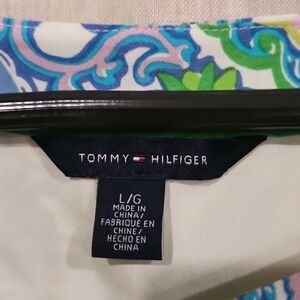 TOMMY HILFIGER
L/G
MADE IN
CHINA/
FABRIQUÉ EN
CHINE/
HECHO EN
CHINA